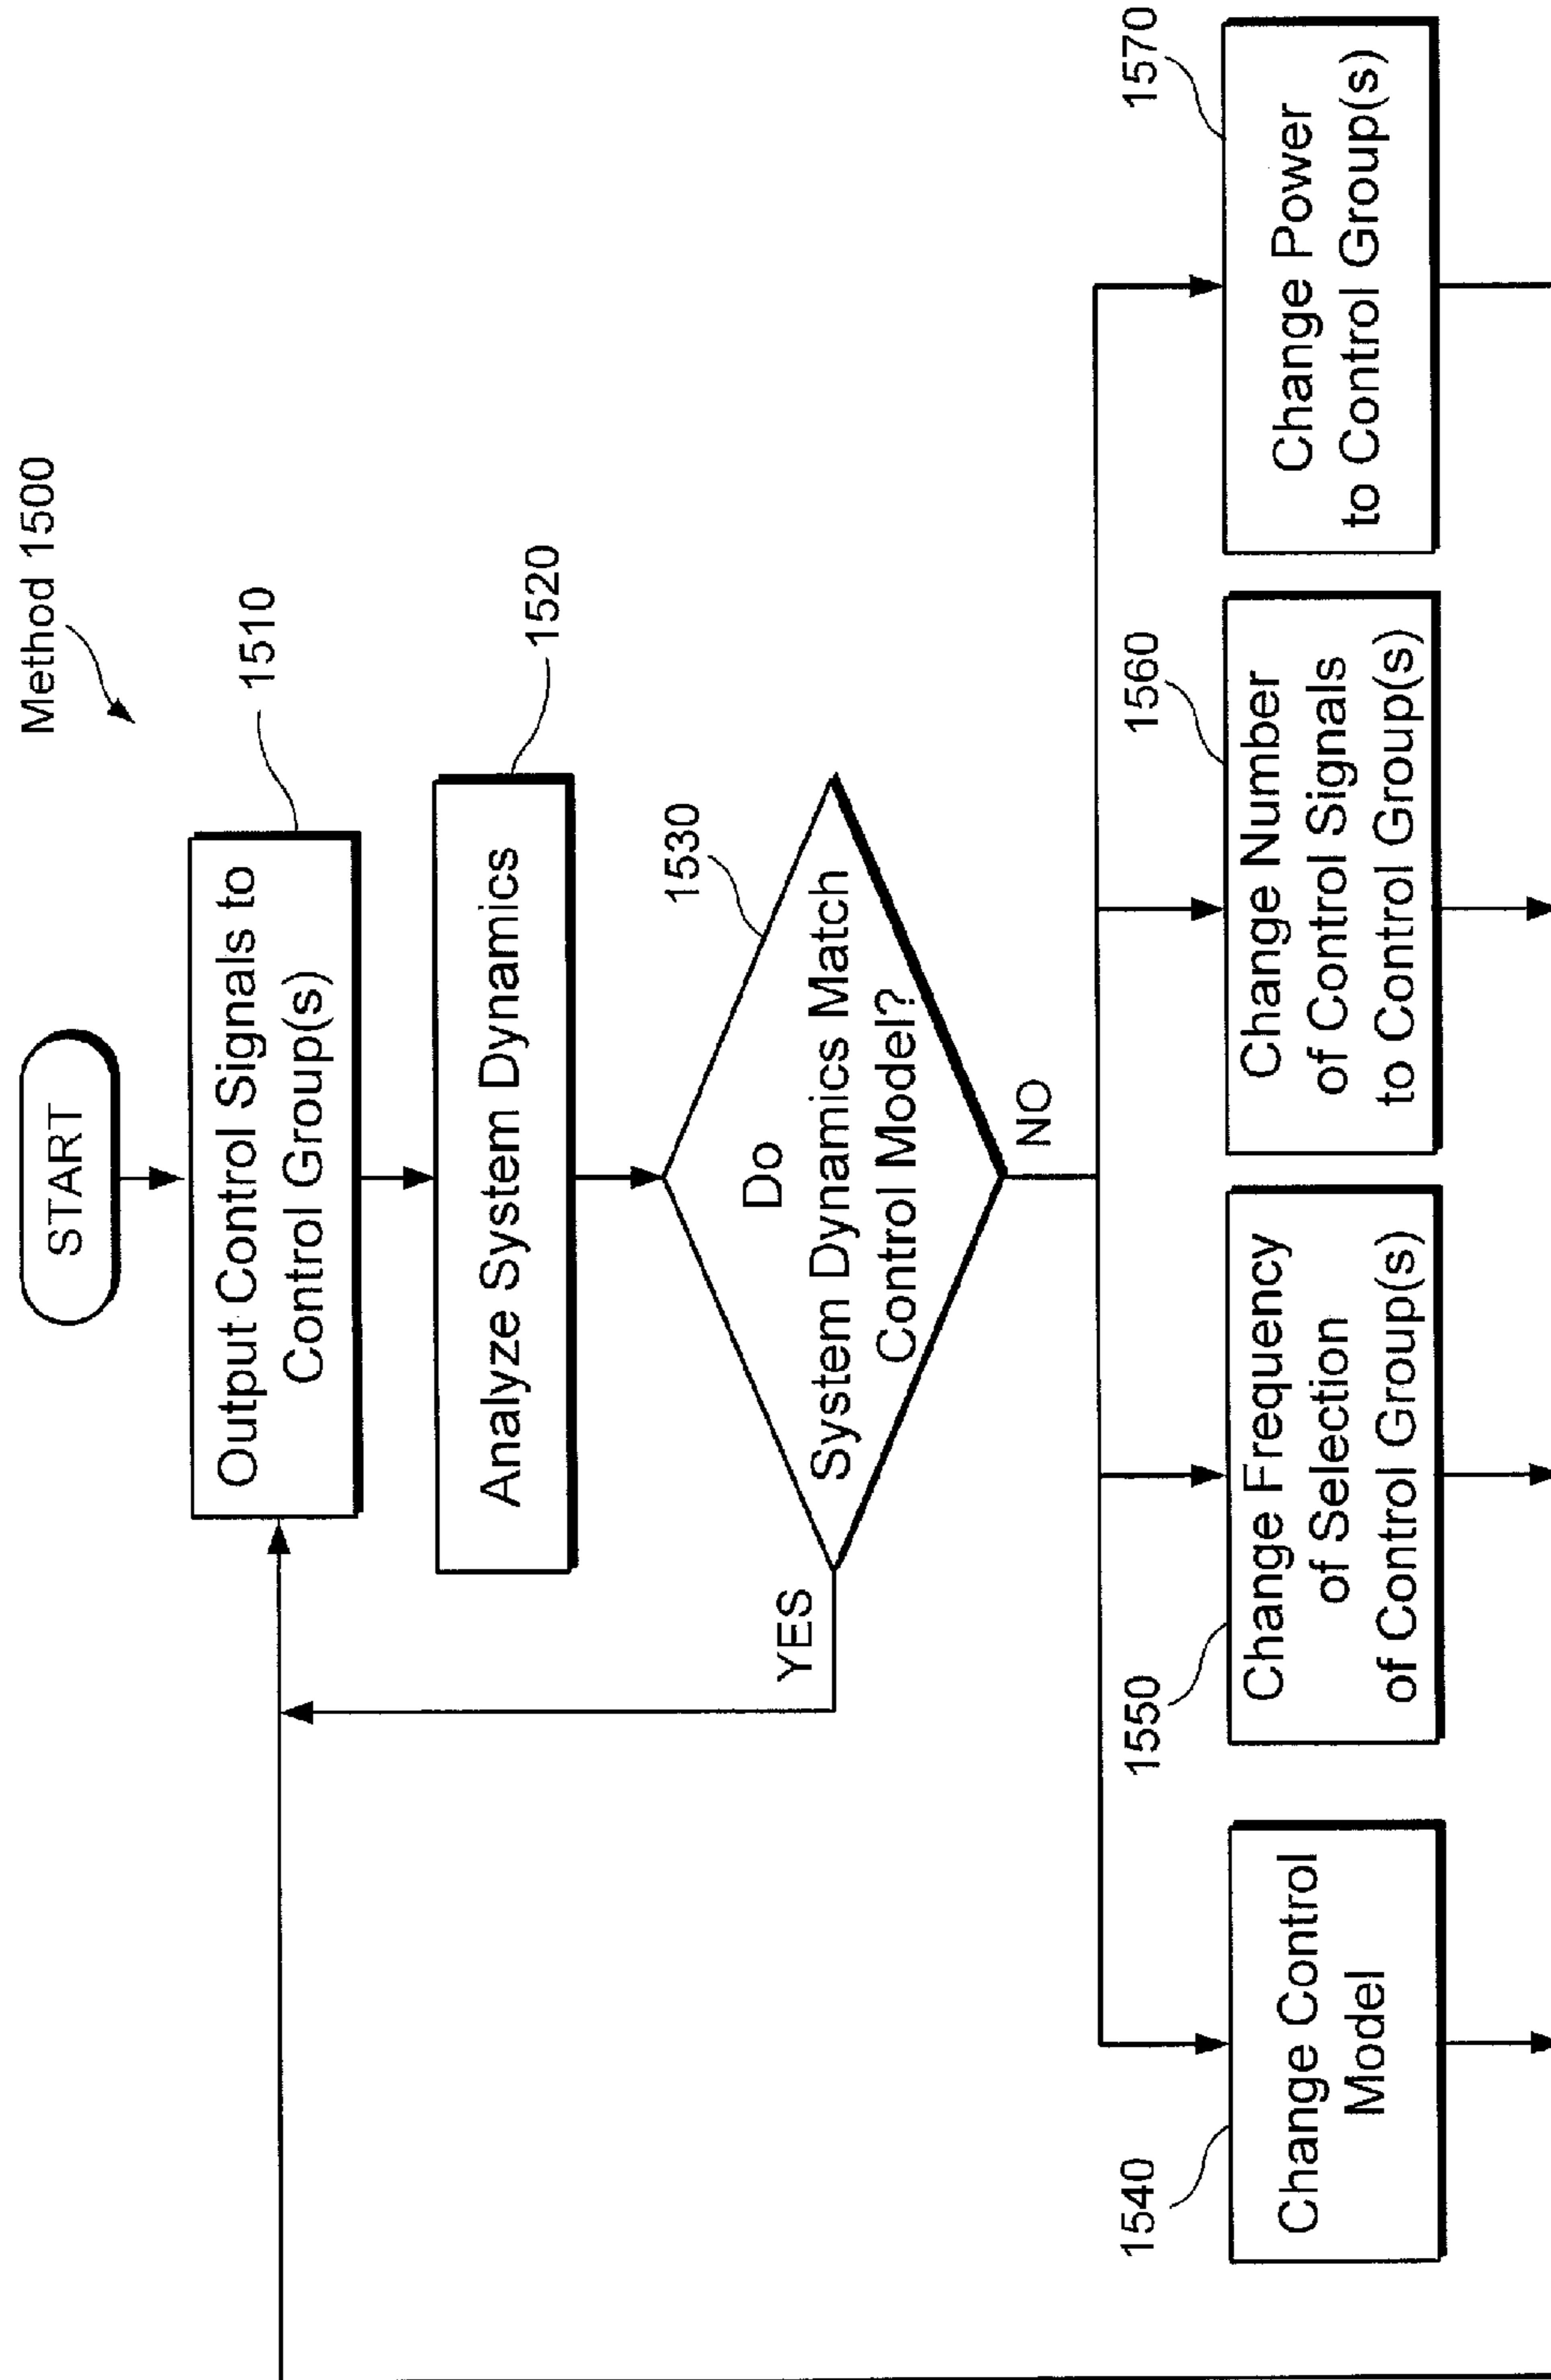 Method 1500
START
1510
Output Control Signals to
Control Group(s)
1520
Analyze System Dynamics
1530
Do
System Dynamics Match
Control Model?
YES
NO
1540
Change Control
Model
1550
Change Frequency
of Selection
of Control Group(s)
1560
Change Number
of Control Signals
to Control Group(s)
1570
Change Power
to Control Group(s)